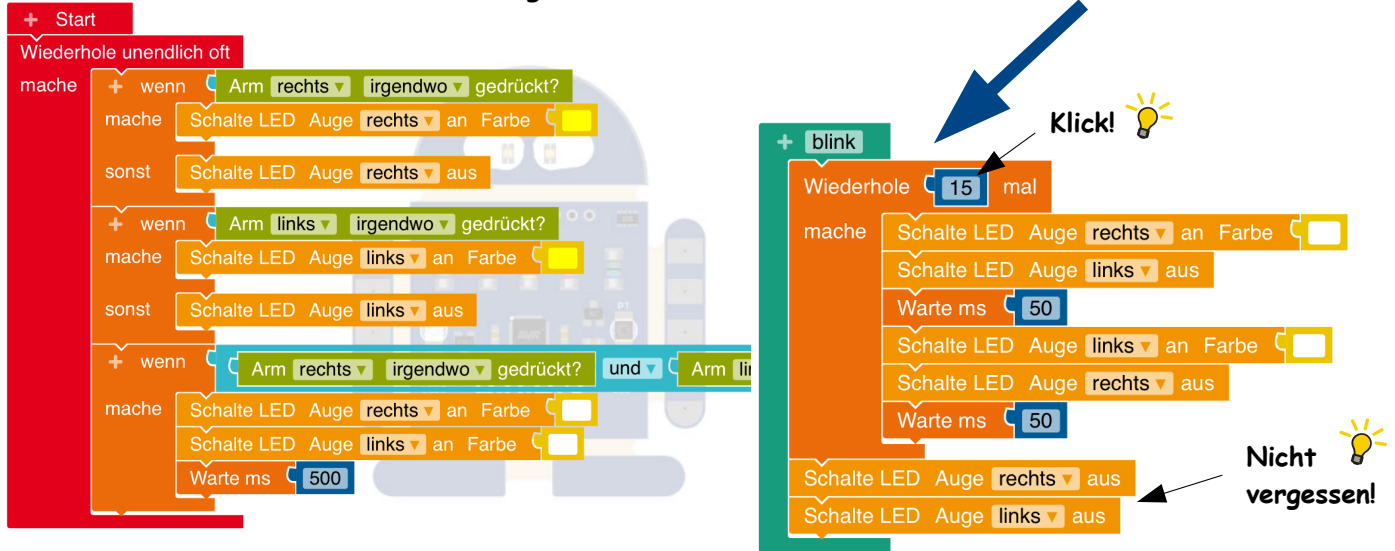 + Start
Wiederhole unendlich oft
mache + wenn Arm rechts irgendwo gedrückt?
mache Schalte LED Auge rechts an Farbe
sonst Schalte LED Auge rechts aus
+ wenn Arm links irgendwo gedrückt?
mache Schalte LED Auge links an Farbe
sonst Schalte LED Auge links aus
+ wenn Arm rechts irgendwo gedrückt? und Arm
mache Schalte LED Auge rechts an Farbe
Schalte LED Auge links an Farbe
Warte ms 500
PT
Klick!
+ blink
Wiederhole 15 mal
mache Schalte LED Auge rechts an Farbe
Schalte LED Auge links aus
Warte ms 50
Schalte LED Auge links an Farbe
Schalte LED Auge rechts aus
Warte ms 50
Schalte LED Auge rechts aus
Schalte LED Auge links aus
Nicht
vergessen!